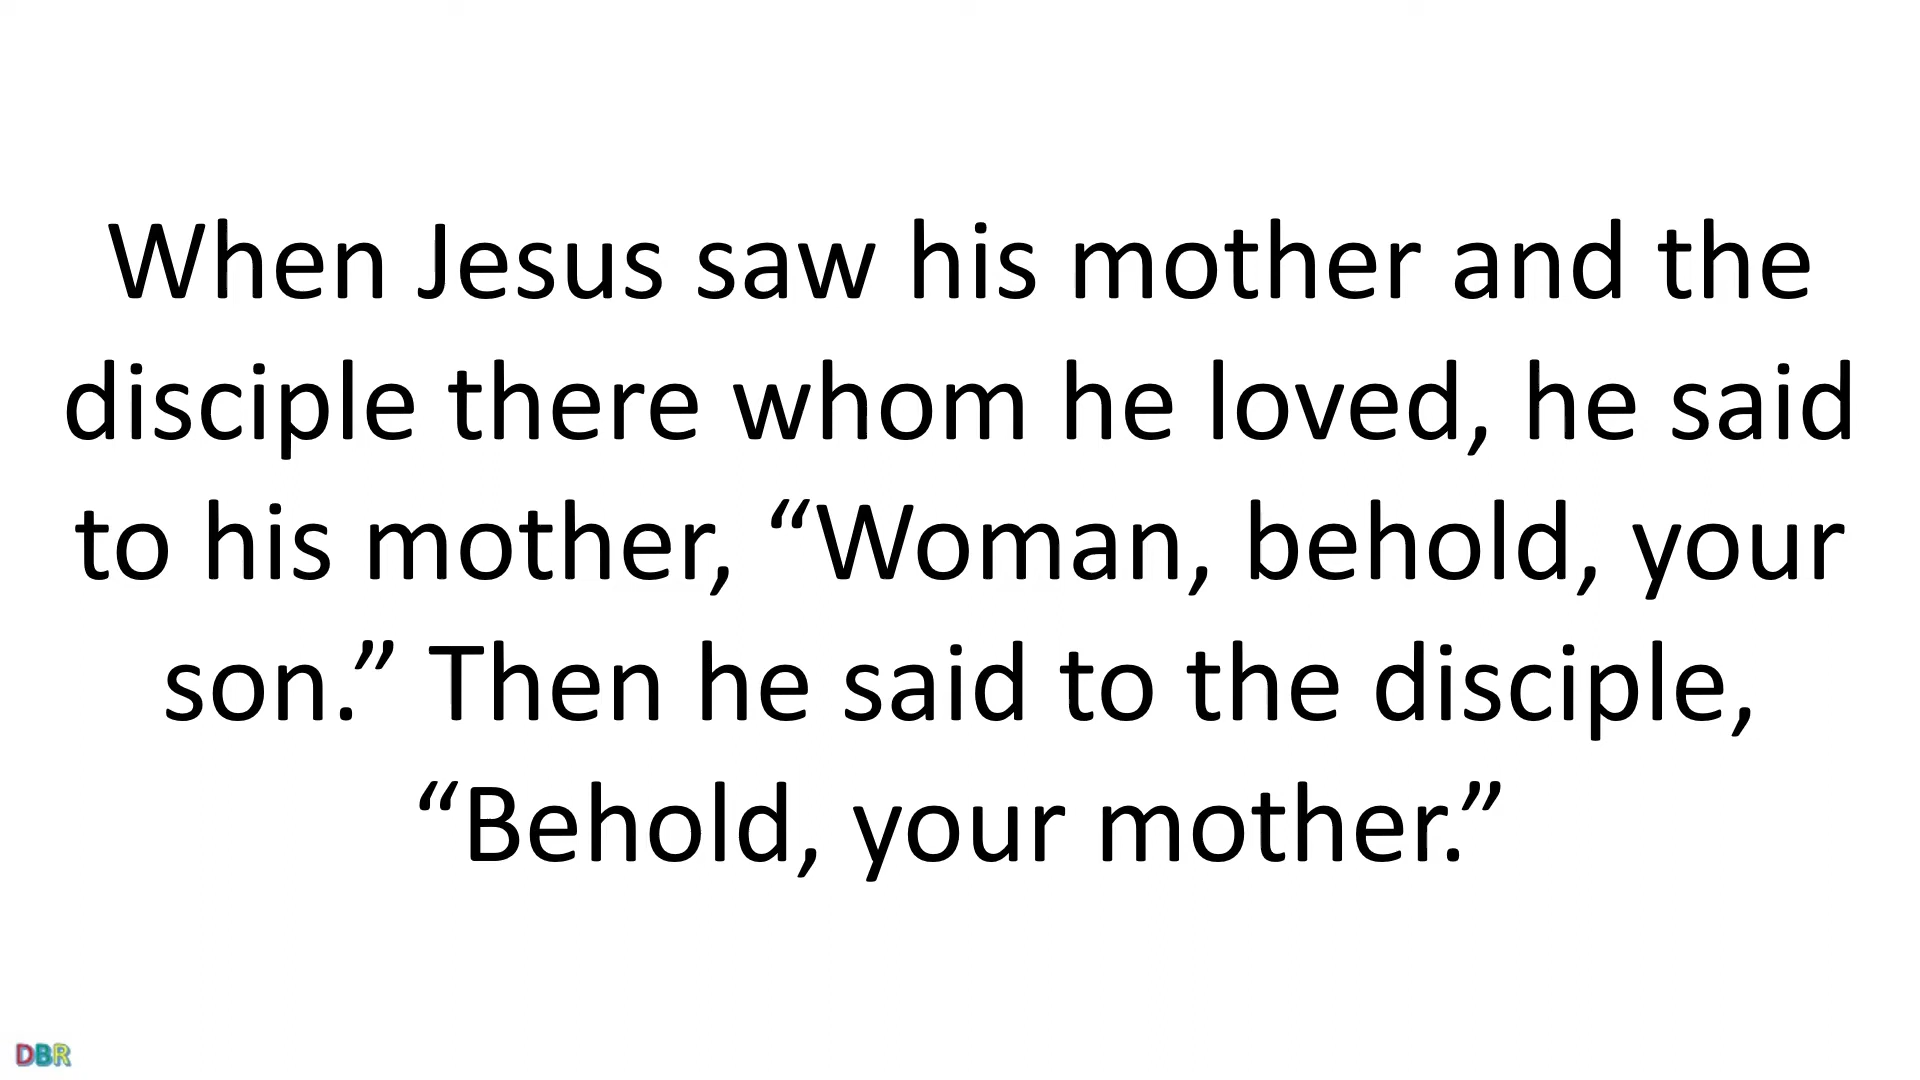 When Jesus saw his mother and the
disciple there whom he loved, he said
to his mother, “Woman, behold, your
son.” Then he said to the disciple,
“Behold, your mother.”
DBR